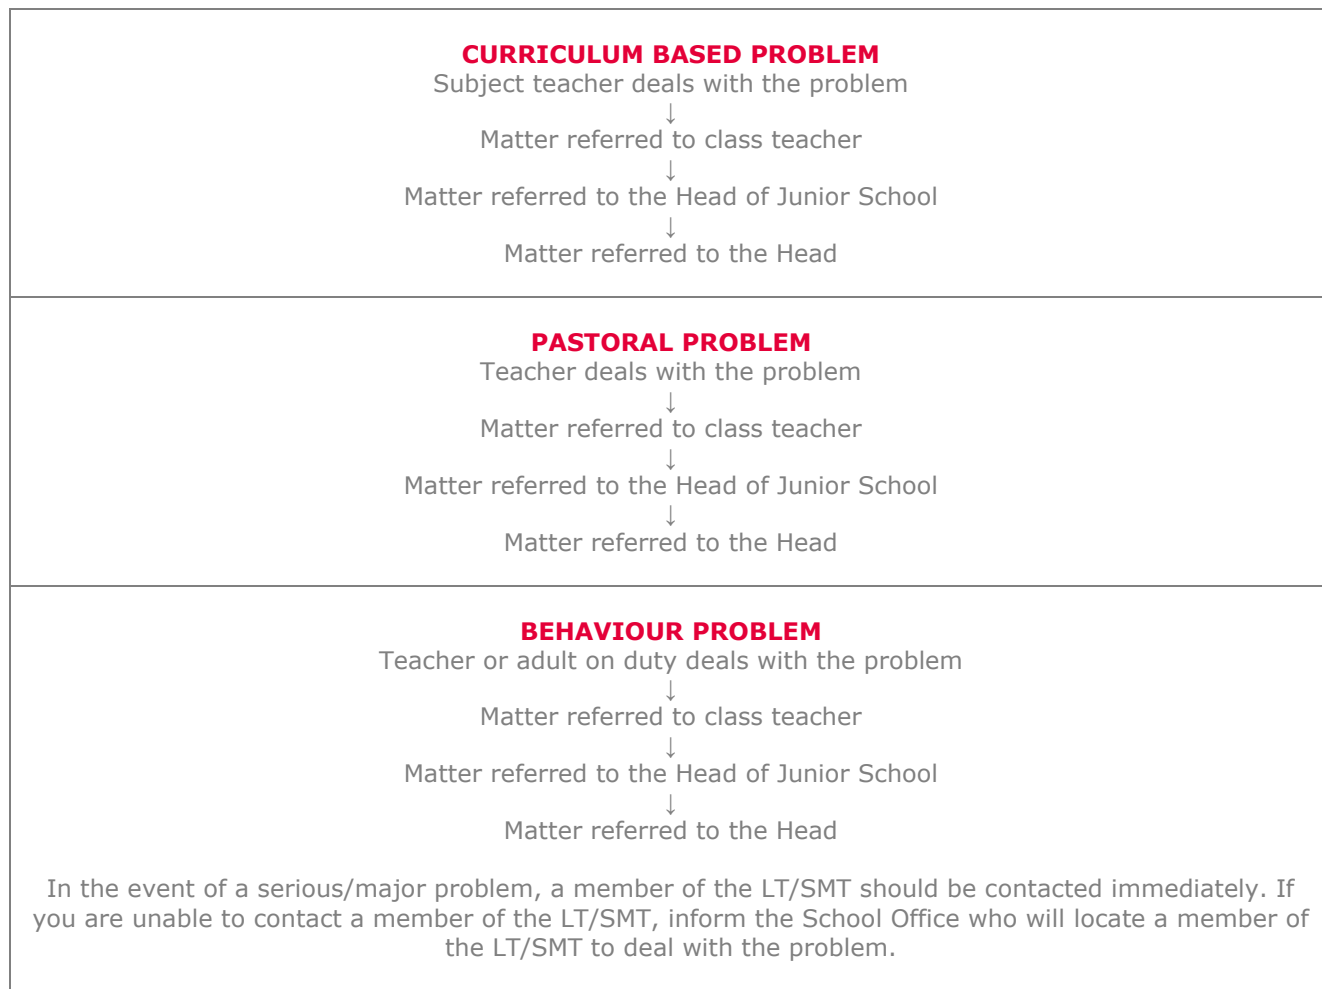 CURRICULUM BASED PROBLEM
Subject teacher deals with the problem
↓
Matter referred to class teacher
↓
Matter referred to the Head of Junior School
↓
Matter referred to the Head
PASTORAL PROBLEM
Teacher deals with the problem
↓
Matter referred to class teacher
↓
Matter referred to the Head of Junior School
↓
Matter referred to the Head
BEHAVIOUR PROBLEM
Teacher or adult on duty deals with the problem
↓
Matter referred to class teacher
↓
Matter referred to the Head of Junior School
↓
Matter referred to the Head
In the event of a serious/major problem, a member of the LT/SMT should be contacted immediately. If
you are unable to contact a member of the LT/SMT, inform the School Office who will locate a member of
the LT/SMT to deal with the problem.